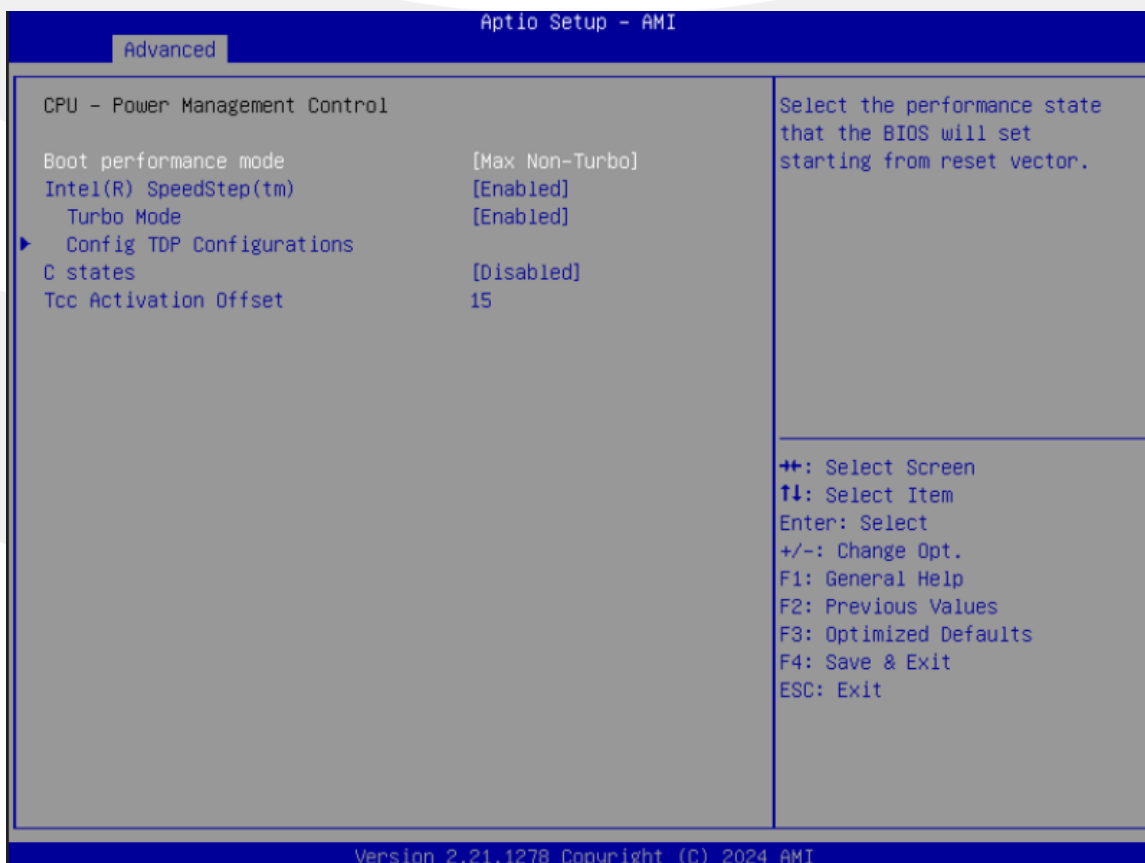 Aptio Setup – AMI
Advanced
CPU – Power Management Control
Boot performance mode [Max Non-Turbo]
Intel(R) SpeedStep(tm) [Enabled]
Turbo Mode [Enabled]
Config TDP Configurations
C states [Disabled]
Tcc Activation Offset 15
Select the performance state
that the BIOS will set
starting from reset vector.
→←: Select Screen
↑↓: Select Item
Enter: Select
+/-: Change Opt.
F1: General Help
F2: Previous Values
F3: Optimized Defaults
F4: Save & Exit
ESC: Exit
Version 2.21.1278 Copyright (C) 2024 AMI